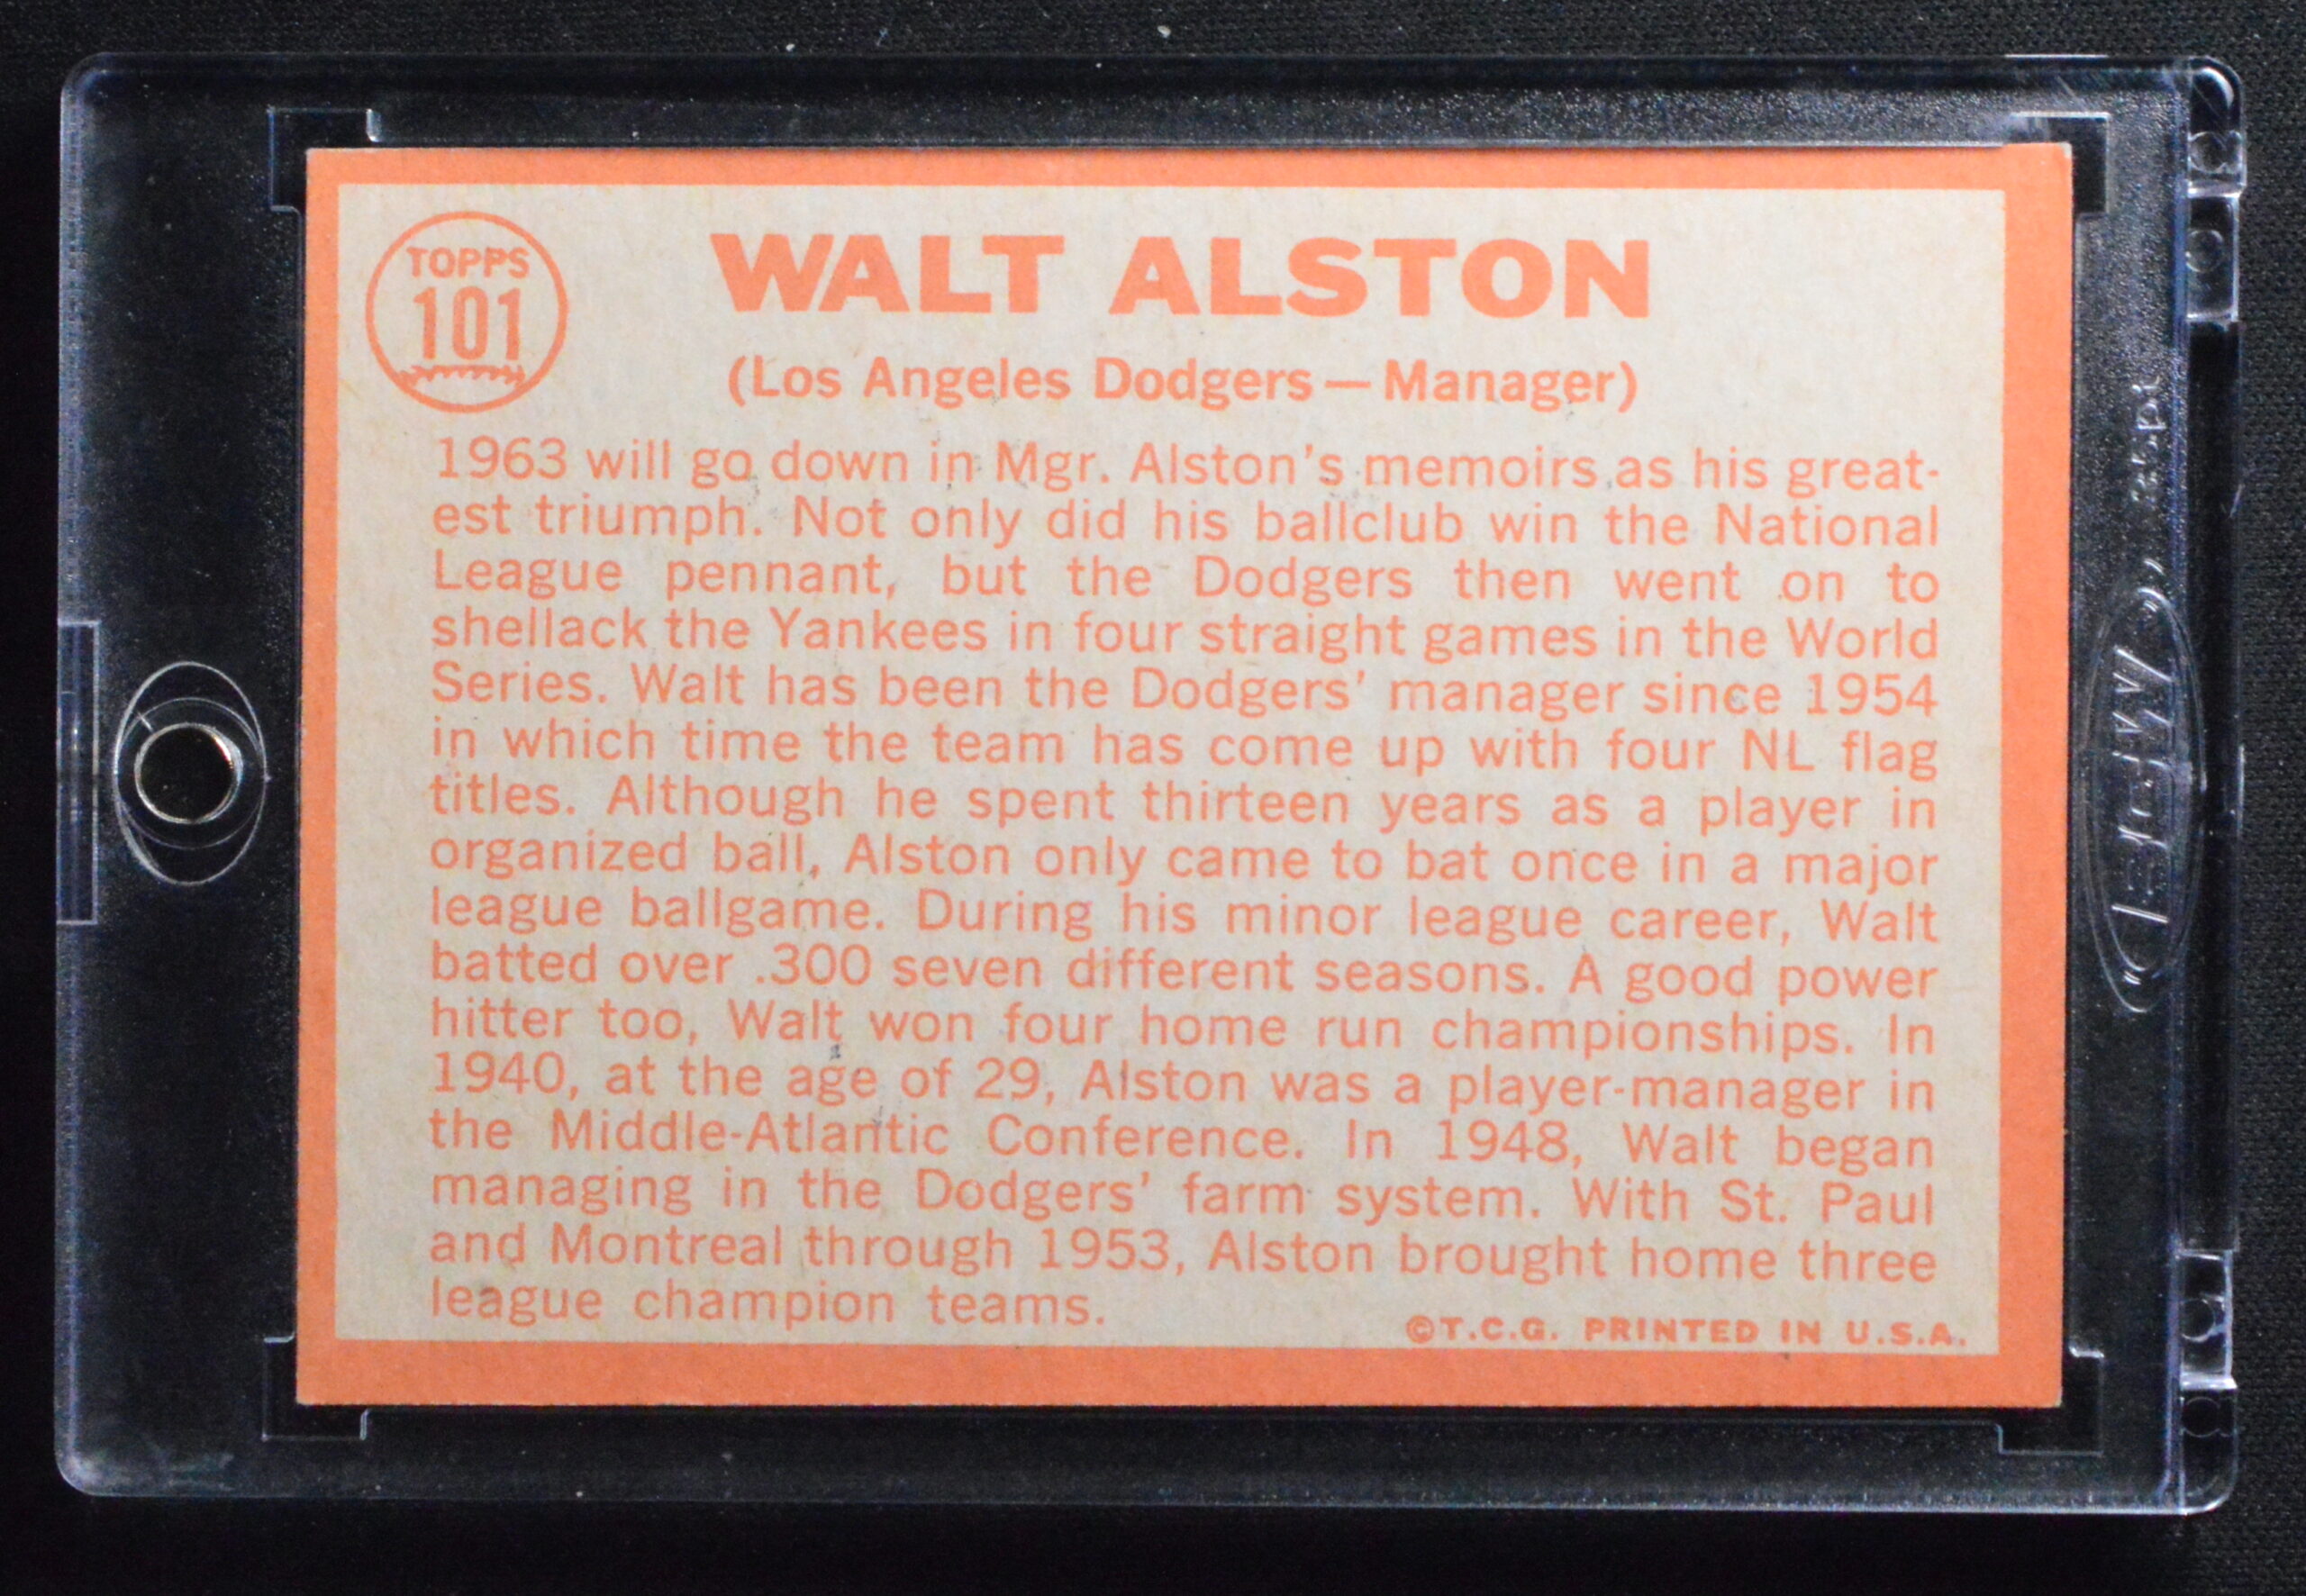 TOPPS
101
WALT ALSTON
(Los Angeles Dodgers — Manager)
1963 will go down in Mgr. Alston's memoirs as his great-
est triumph. Not only did his ballclub win the National
League pennant, but the Dodgers then went on to
shellack the Yankees in four straight games in the World
Series. Walt has been the Dodgers' manager since 1954
in which time the team has come up with four NL flag
titles. Although he spent thirteen years as a player in
organized ball, Alston only came to bat once in a major
league ballgame. During his minor league career, Walt
batted over .300 seven different seasons. A good power
hitter too, Walt won four home run championships. In
1940, at the age of 29, Alston was a player-manager in
the Middle-Atlantic Conference. In 1948, Walt began
managing in the Dodgers' farm system. With St. Paul
and Montreal through 1953, Alston brought home three
league champion teams.
©T.C.G. PRINTED IN U.S.A.